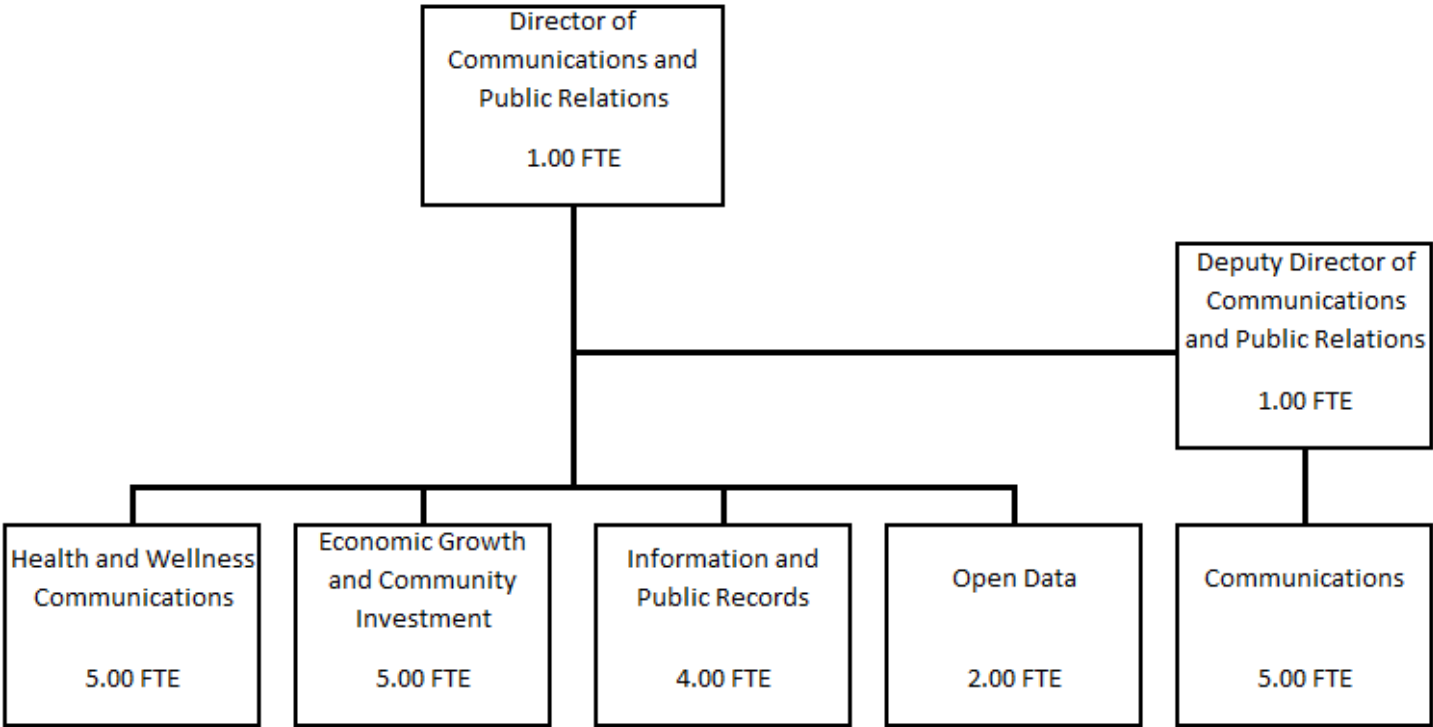 Director of
Communications and
Public Relations
1.00 FTE
Deputy Director of
Communications
and Public Relations
1.00 FTE
Health and Wellness
Communications
5.00 FTE
Economic Growth
and Community
Investment
5.00 FTE
Information and
Public Records
4.00 FTE
Open Data
2.00 FTE
Communications
5.00 FTE